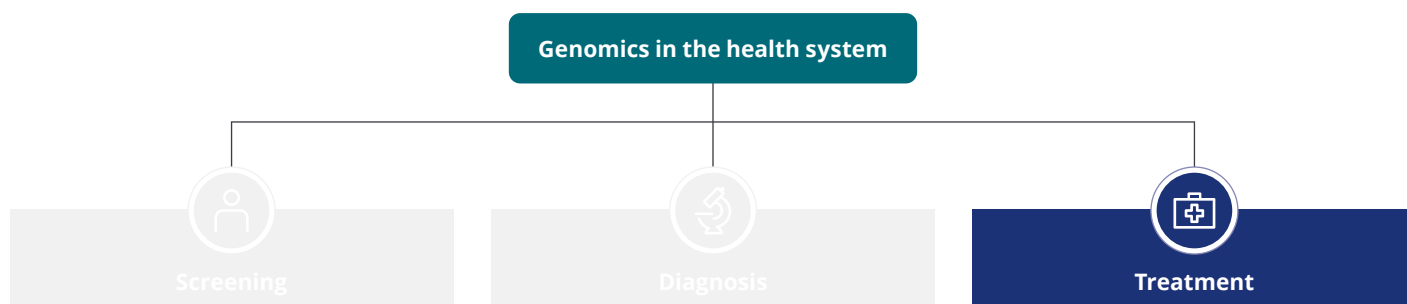 Genomics in the health system
Screening
Diagnosis
Treatment